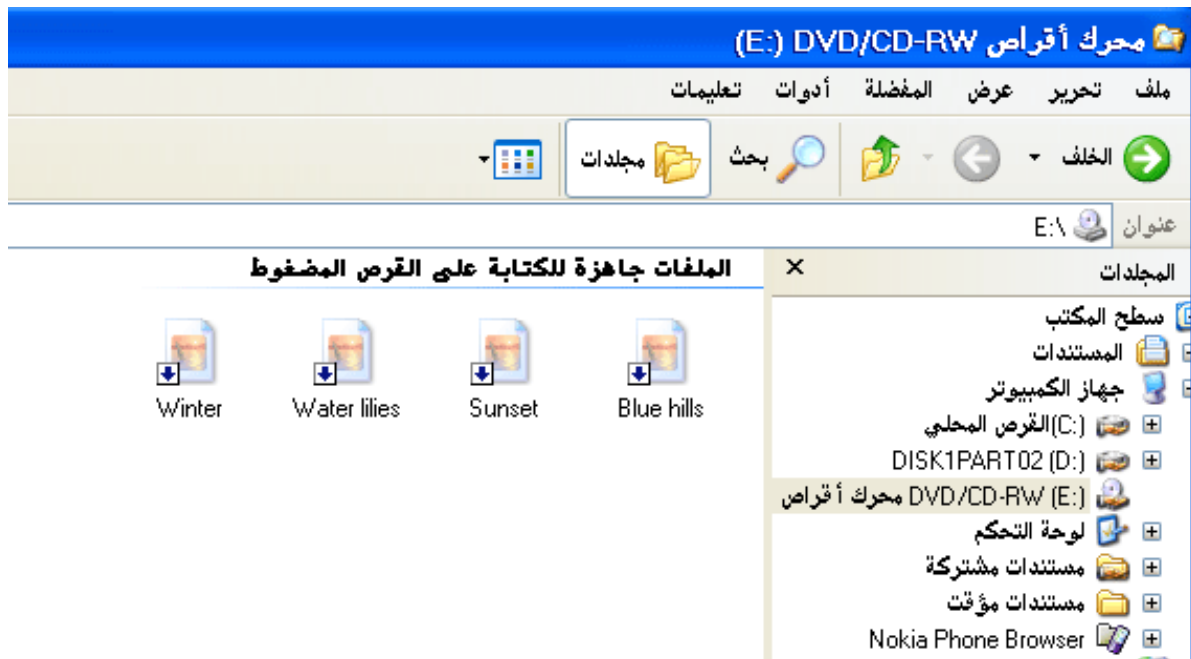 محرك أقراص DVD/CD-RW (E:)
ملف تحرير عرض المفضلة أدوات تعليمات
الخلف بحث مجلدات
عنوان E:\
المجلدات
سطح المكتب
المستندات
جهاز الكمبيوتر
القرص المحلي(C:)
DISK1PART02 (D:)
محرك أقراص DVD/CD-RW (E:)
لوحة التحكم
مستندات مشتركة
مستندات مؤقت
Nokia Phone Browser
الملفات جاهزة للكتابة على القرص المضغوط
Blue hills
Sunset
Water lilies
Winter